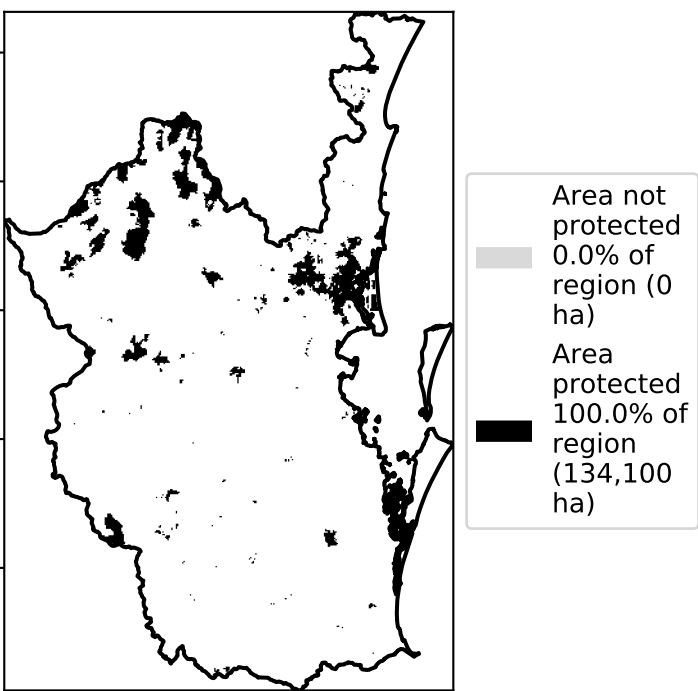 Area not
protected
0.0% of
region (0
ha)
Area
protected
100.0% of
region
(134,100
ha)